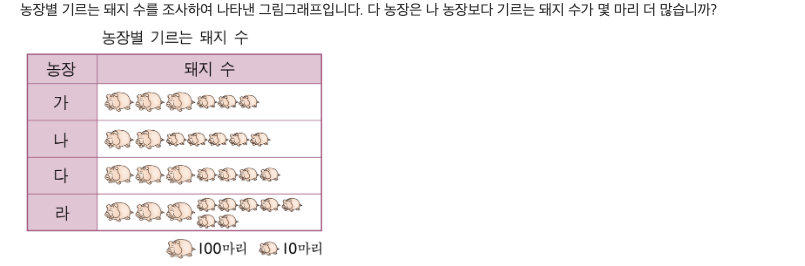 농장별 기르는 돼지 수를 조사하여 나타낸 그림그래프입니다. 다 농장은 나 농장보다 기르는 돼지 수가 몇 마리 더 많습니까?
농장별 기르는 돼지 수
농장 돼지 수
가
나
다
라
100마리 10마리